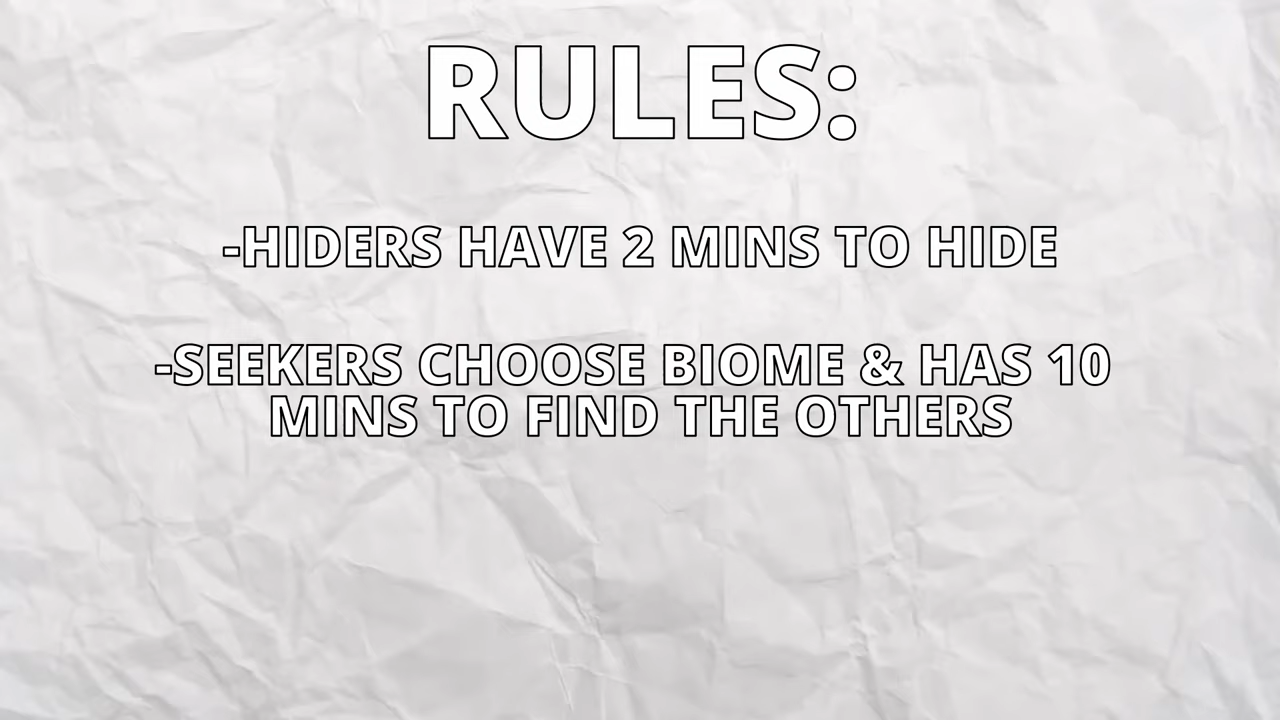 RULES:
-HIDERS HAVE 2 MINS TO HIDE
-SEEKERS CHOOSE BIOME & HAS 10
MINS TO FIND THE OTHERS